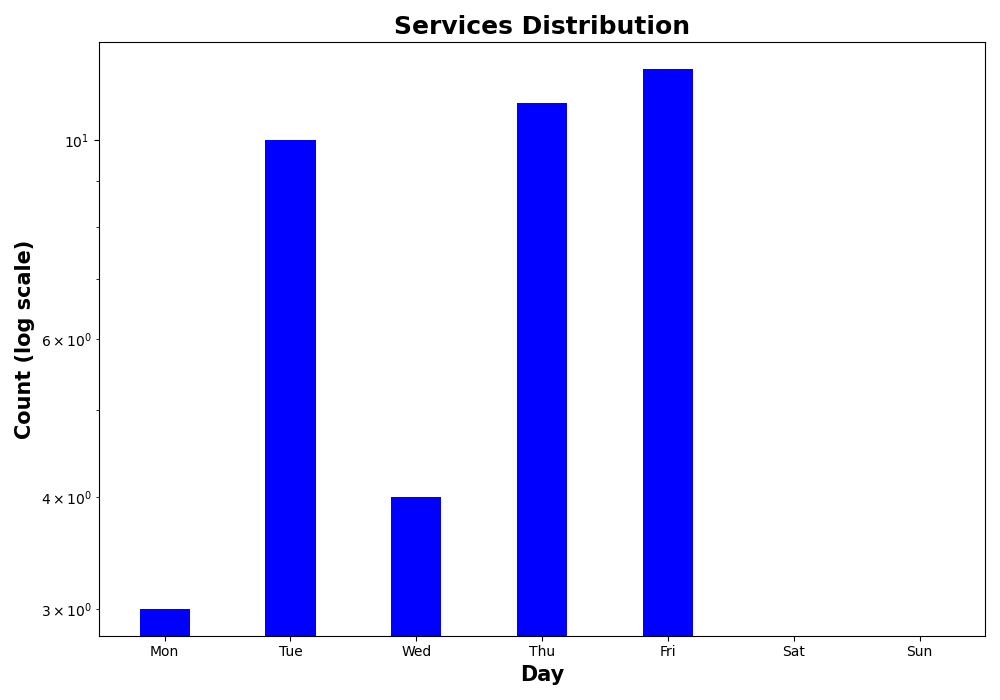 Services Distribution
Count (log scale)
10¹
6 × 10⁰
4 × 10⁰
3 × 10⁰
Mon Tue Wed Thu Fri Sat Sun
Day